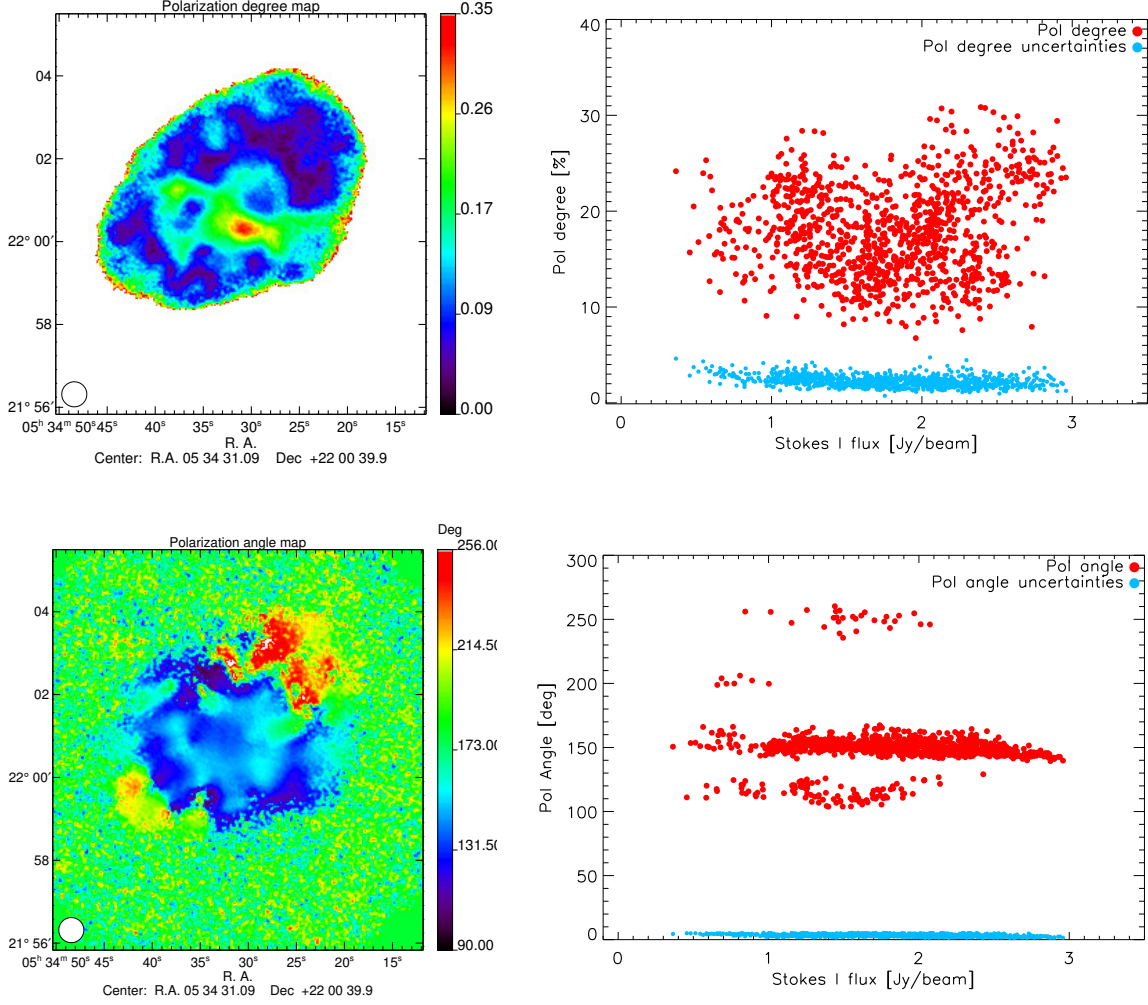 Polarization degree map
0.35
0.26
0.17
0.09
0.00
04
02
22° 00′
58
21° 56′
05ʰ 34ᵐ 50ˢ 45ˢ 40ˢ 35ˢ 30ˢ 25ˢ 20ˢ 15ˢ
R. A.
Center: R.A. 05 34 31.09 Dec +22 00 39.9
Pol degree
Pol degree uncertainties
40
30
20
10
0
Pol degree [%]
0 1 2 3
Stokes I flux [Jy/beam]
Polarization angle map
Deg
256.00
214.50
173.00
131.50
90.00
04
02
22° 00′
58
21° 56′
05ʰ 34ᵐ 50ˢ 45ˢ 40ˢ 35ˢ 30ˢ 25ˢ 20ˢ 15ˢ
R. A.
Center: R.A. 05 34 31.09 Dec +22 00 39.9
Pol angle
Pol angle uncertainties
300
250
200
150
100
50
0
Pol Angle [deg]
0 1 2 3
Stokes I flux [Jy/beam]